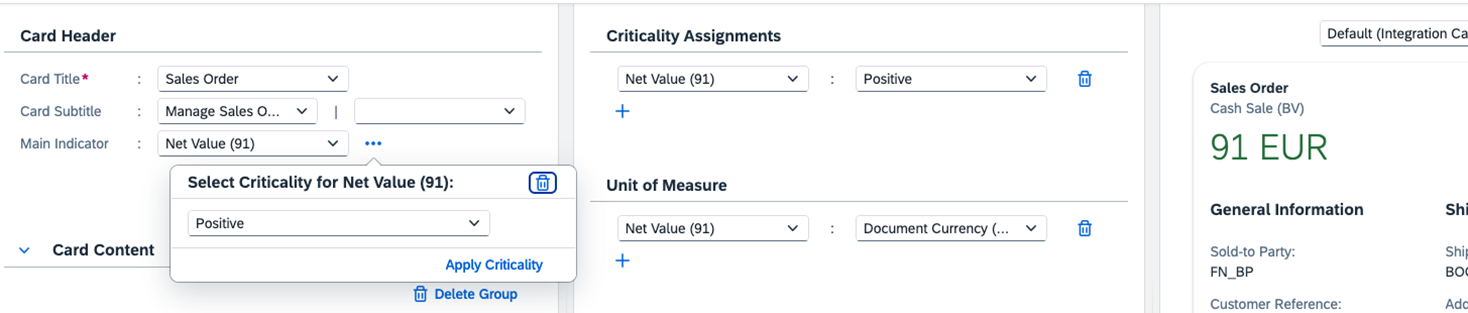 Card Header
Card Title* : Sales Order
Card Subtitle : Manage Sales O... |
Main Indicator : Net Value (91) •••
Select Criticality for Net Value (91):
Positive
Apply Criticality
Card Content
Delete Group
Criticality Assignments
Net Value (91) : Positive
+
Unit of Measure
Net Value (91) : Document Currency (...
+
Default (Integration Ca
Sales Order
Cash Sale (BV)
91 EUR
General Information
Sold-to Party:
FN_BP
Customer Reference:
Shi
Ship
BOC
Add